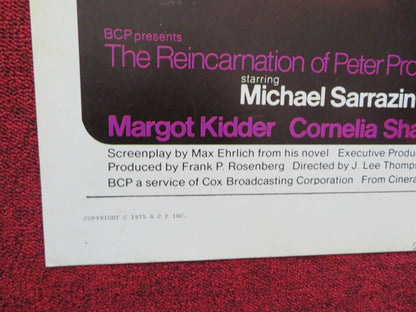 BCP presents
The Reincarnation of Peter Pro
starring
Michael Sarrazin
Margot Kidder Cornelia Sha
Screenplay by Max Ehrlich from his novel Executive Produc
Produced by Frank P. Rosenberg Directed by J. Lee Thomps
BCP a service of Cox Broadcasting Corporation From Cinera
COPYRIGHT C 1975 B C P INC.